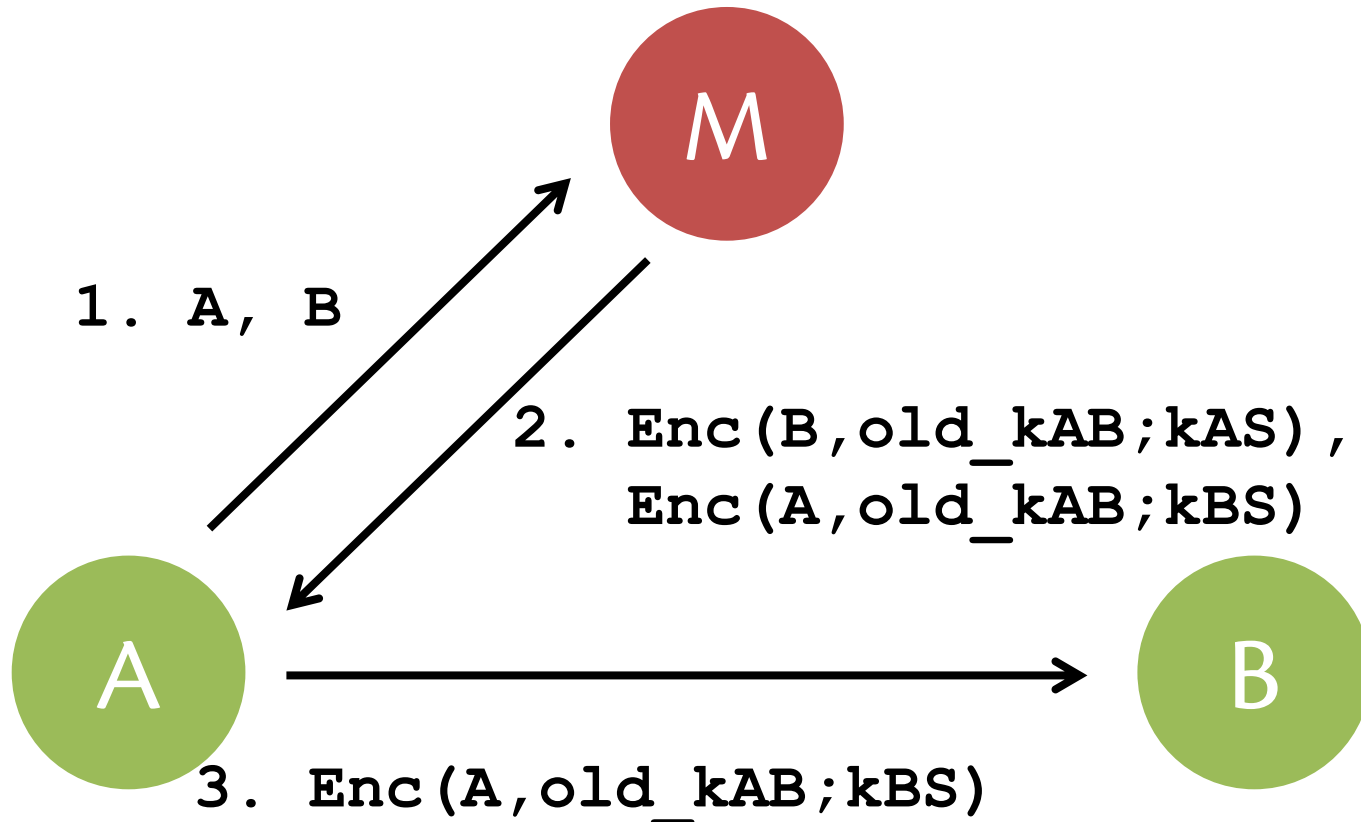 M
1. A, B
2. Enc(B,old_kAB;kAS),
Enc(A,old_kAB;kBS)
A
B
3. Enc(A,old_kAB;kBS)